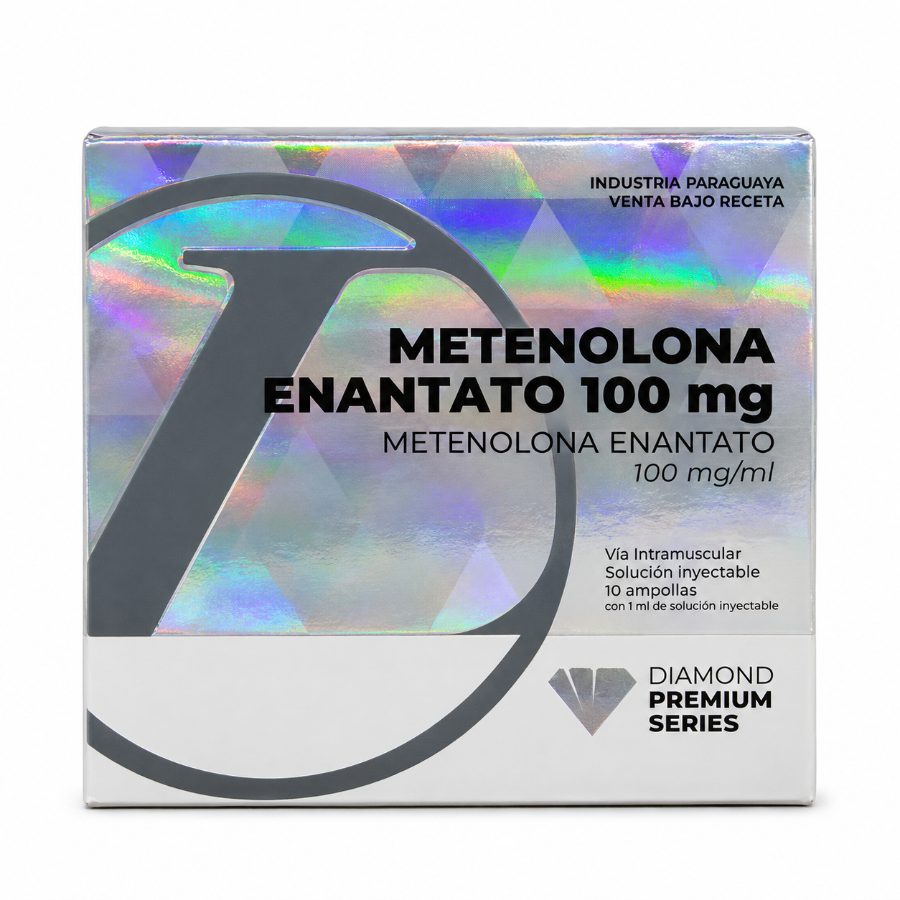 INDUSTRIA PARAGUAYA
VENTA BAJO RECETA
METENOLONA
ENANTATO 100 mg
METENOLONA ENANTATO
100 mg/ml
Vía Intramuscular
Solución inyectable
10 ampollas
con 1 ml de solución inyectable
DIAMOND
PREMIUM
SERIES